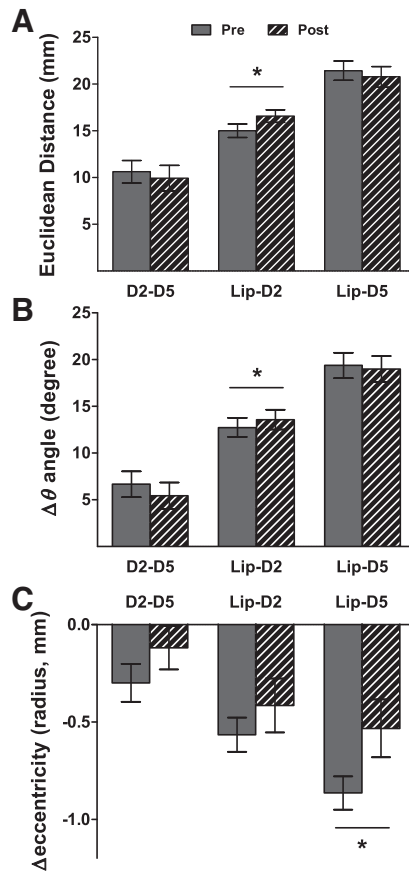 A
Pre Post
Euclidean Distance (mm)
25
20
15
10
5
*
D2-D5 Lip-D2 Lip-D5
B
Δθ angle (degree)
25
20
15
10
5
*
D2-D5 Lip-D2 Lip-D5
C
D2-D5 Lip-D2 Lip-D5
Δeccentricity (radius, mm)
0.0
-0.5
-1.0
*